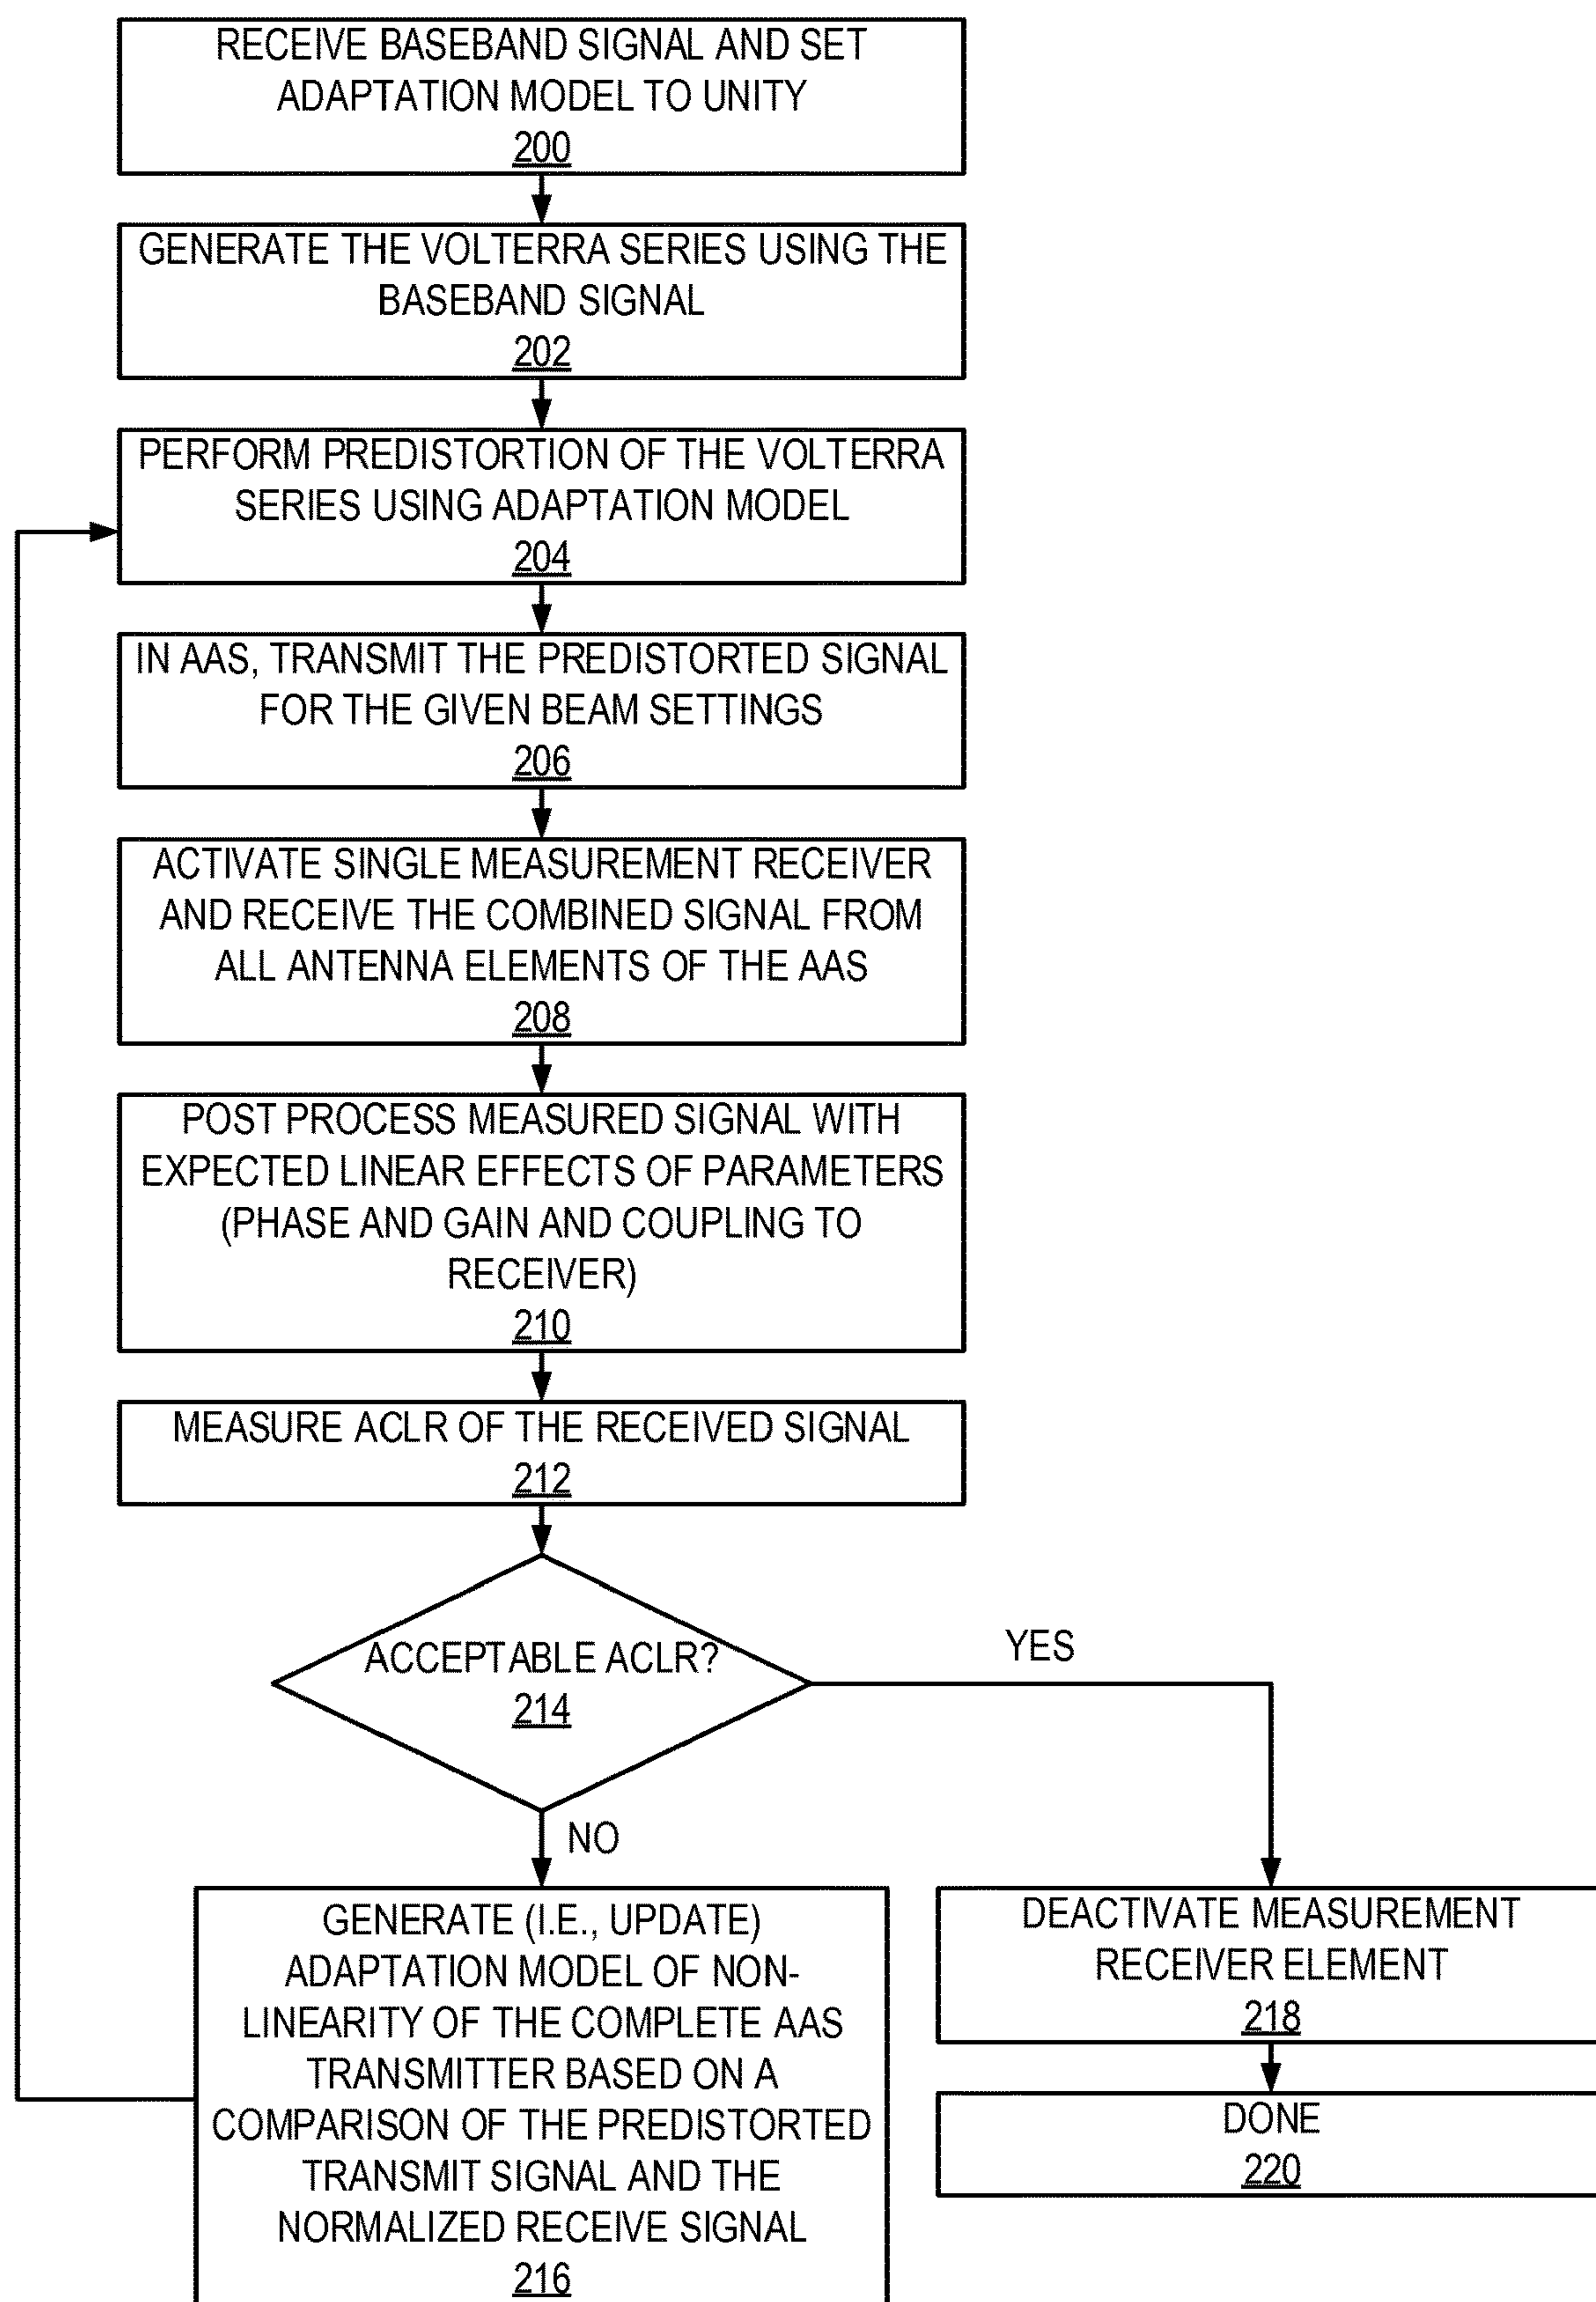 RECEIVE BASEBAND SIGNAL AND SET
ADAPTATION MODEL TO UNITY
200
GENERATE THE VOLTERRA SERIES USING THE
BASEBAND SIGNAL
202
PERFORM PREDISTORTION OF THE VOLTERRA
SERIES USING ADAPTATION MODEL
204
IN AAS, TRANSMIT THE PREDISTORTED SIGNAL
FOR THE GIVEN BEAM SETTINGS
206
ACTIVATE SINGLE MEASUREMENT RECEIVER
AND RECEIVE THE COMBINED SIGNAL FROM
ALL ANTENNA ELEMENTS OF THE AAS
208
POST PROCESS MEASURED SIGNAL WITH
EXPECTED LINEAR EFFECTS OF PARAMETERS
(PHASE AND GAIN AND COUPLING TO
RECEIVER)
210
MEASURE ACLR OF THE RECEIVED SIGNAL
212
ACCEPTABLE ACLR?
214
YES
NO
GENERATE (I.E., UPDATE)
ADAPTATION MODEL OF NON-
LINEARITY OF THE COMPLETE AAS
TRANSMITTER BASED ON A
COMPARISON OF THE PREDISTORTED
TRANSMIT SIGNAL AND THE
NORMALIZED RECEIVE SIGNAL
216
DEACTIVATE MEASUREMENT
RECEIVER ELEMENT
218
DONE
220